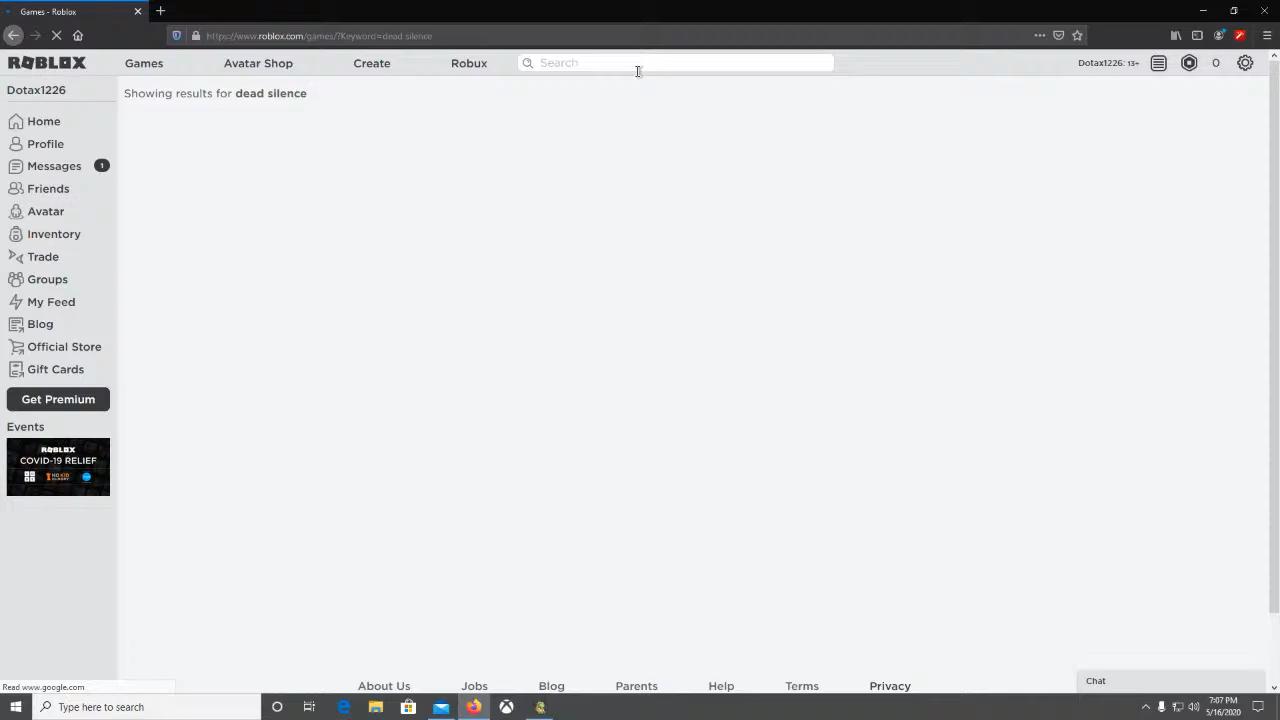 Games - Roblox
https://www.roblox.com/games/?Keyword=dead silence
ROBLOX
Games
Avatar Shop
Create
Robux
Search
Dotax1226: 13+
0
Dotax1226
Showing results for dead silence
Home
Profile
Messages
1
Friends
Avatar
Inventory
Trade
Groups
My Feed
Blog
Official Store
Gift Cards
Get Premium
Events
ROBLOX
COVID-19 RELIEF
NO KID
HUNGRY
Read www.google.com
About Us
Jobs
Blog
Parents
Help
Terms
Privacy
Chat
Type here to search
7:07 PM
5/16/2020